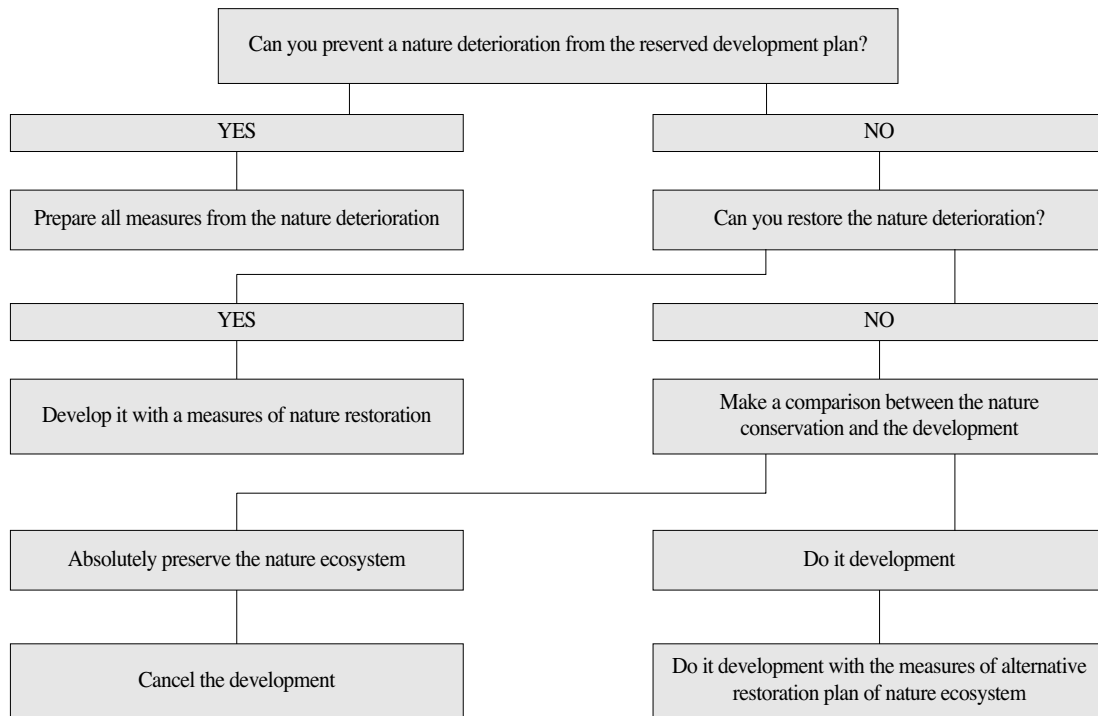 Can you prevent a nature deterioration from the reserved development plan?
YES
NO
Prepare all measures from the nature deterioration
Can you restore the nature deterioration?
YES
NO
Develop it with a measures of nature restoration
Make a comparison between the nature
conservation and the development
Absolutely preserve the nature ecosystem
Do it development
Cancel the development
Do it development with the measures of alternative
restoration plan of nature ecosystem